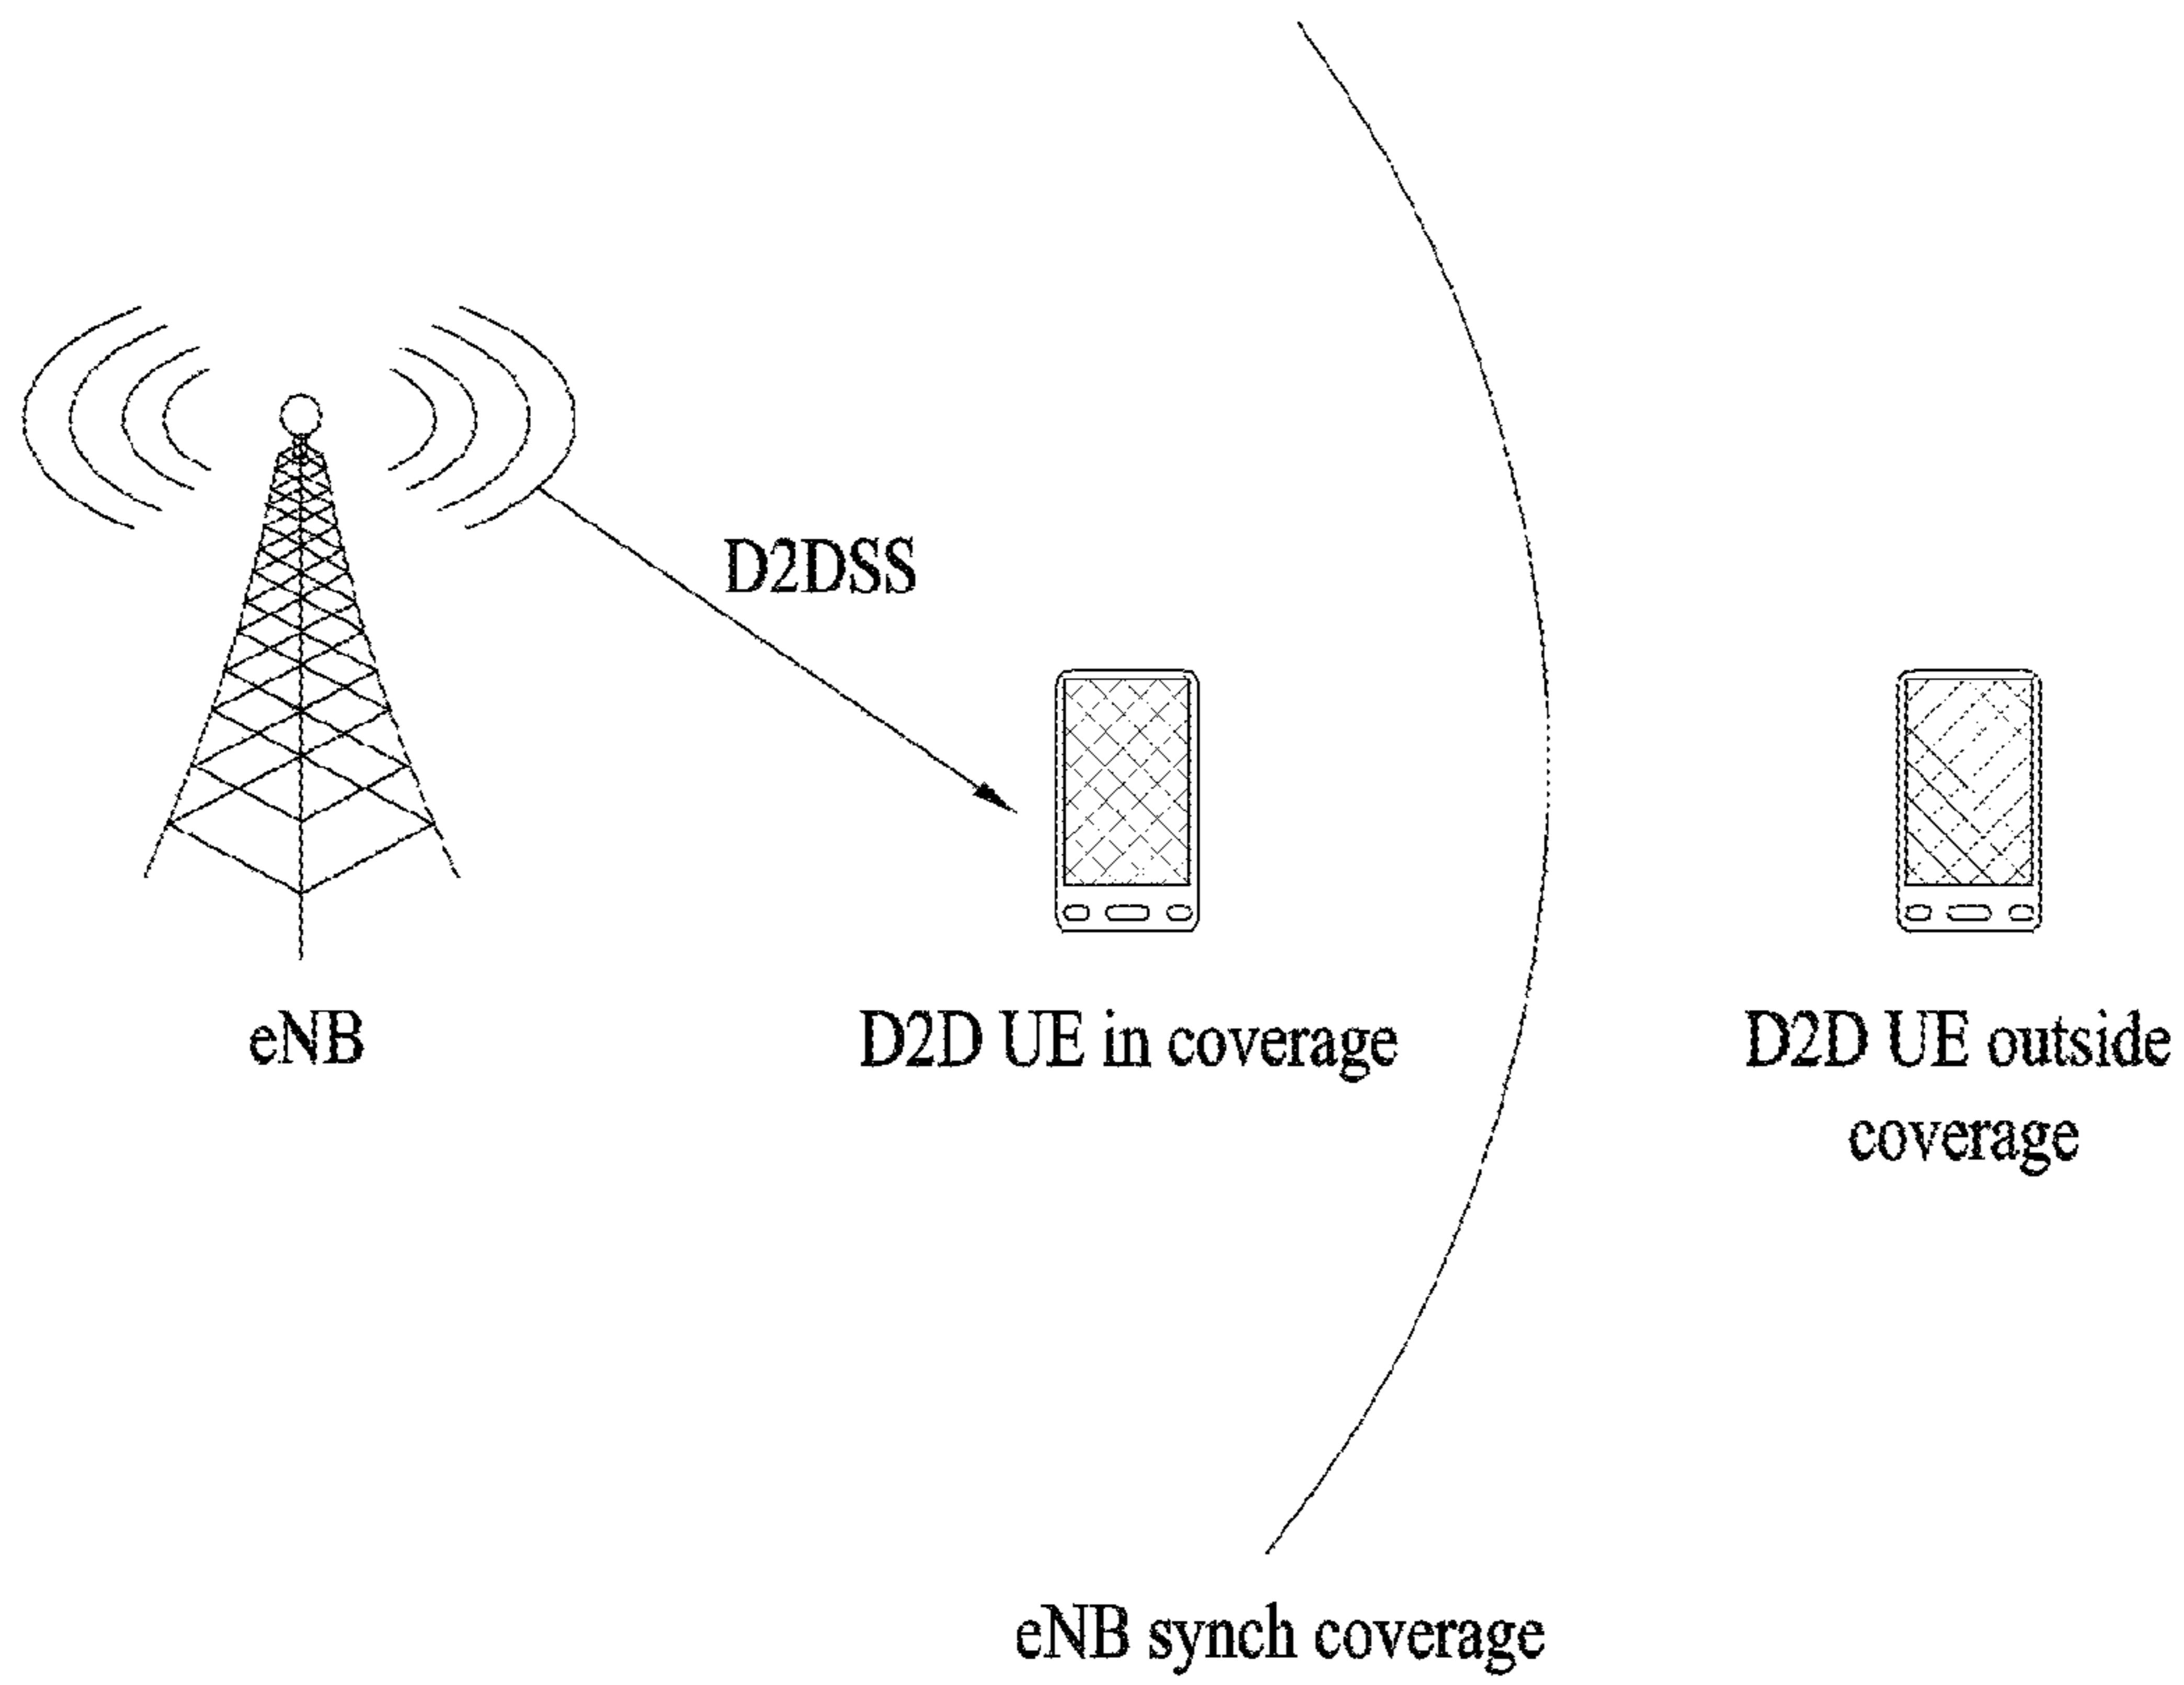 D2DSS
eNB
D2D UE in coverage
D2D UE outside
coverage
eNB synch coverage